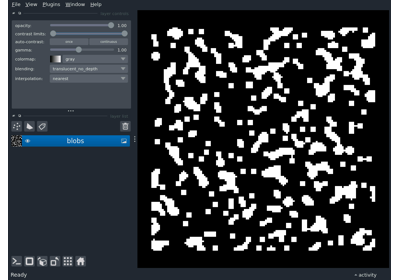 File View Plugins Window Help
opacity: 1.00
contrast limits:
auto-contrast: once continuous
gamma: 1.00
colormap: gray
blending: translucent_no_depth
interpolation: nearest
blobs
Ready
activity